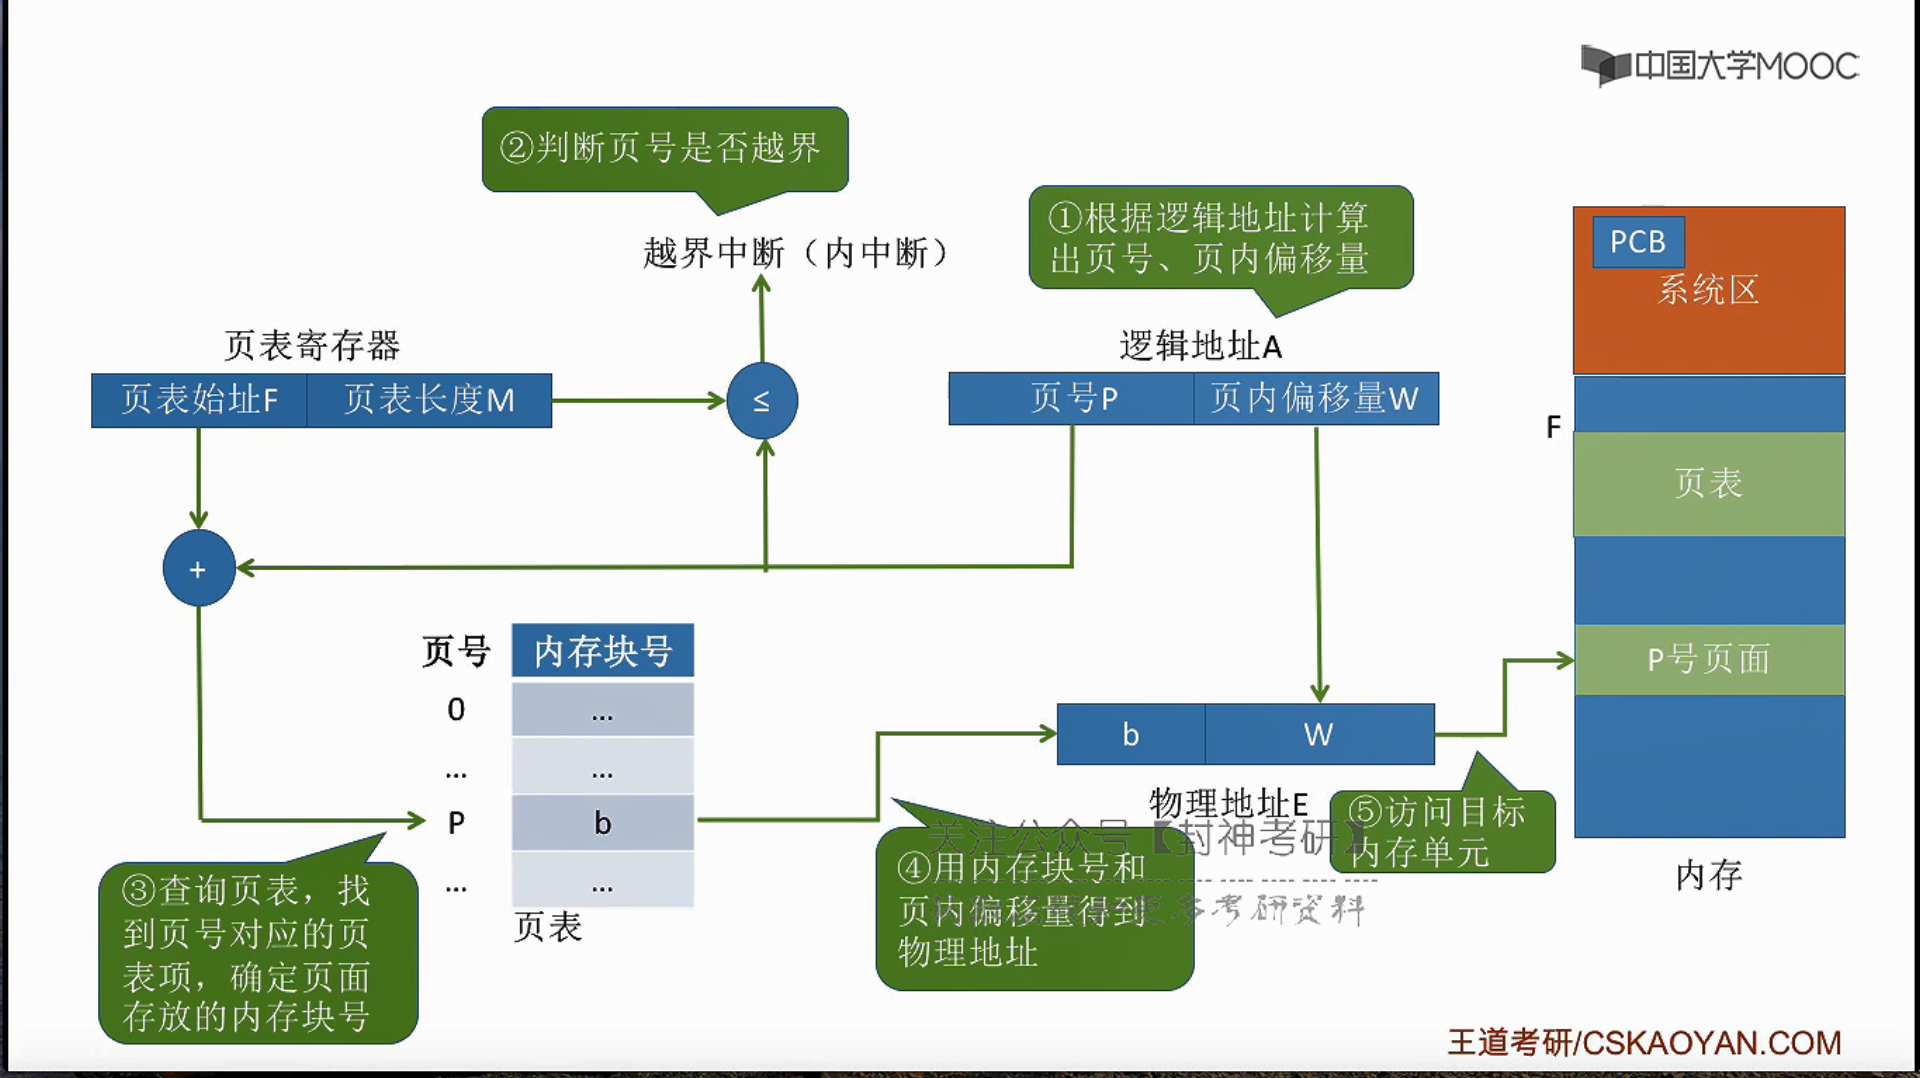 中国大学MOOC
②判断页号是否越界
①根据逻辑地址计算
出页号、页内偏移量
越界中断（内中断）
PCB
系统区
页表寄存器
逻辑地址A
页表始址F 页表长度M
≤
页号P 页内偏移量W
F
页表
+
页号 内存块号
0 …
… …
P b
… …
页表
P号页面
b W
物理地址E
⑤访问目标
内存单元
内存
关注公众号【封神考研】
④用内存块号和
页内偏移量得到
物理地址
更多考研资料
③查询页表，找
到页号对应的页
表项，确定页面
存放的内存块号
王道考研/CSKAOYAN.COM